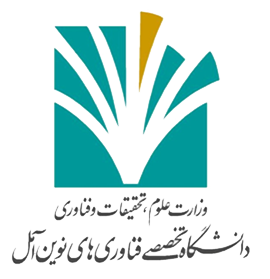 وزارت علوم، تحقیقات و فناوری
دانشگاه تخصصی فناوری های نوین آمل